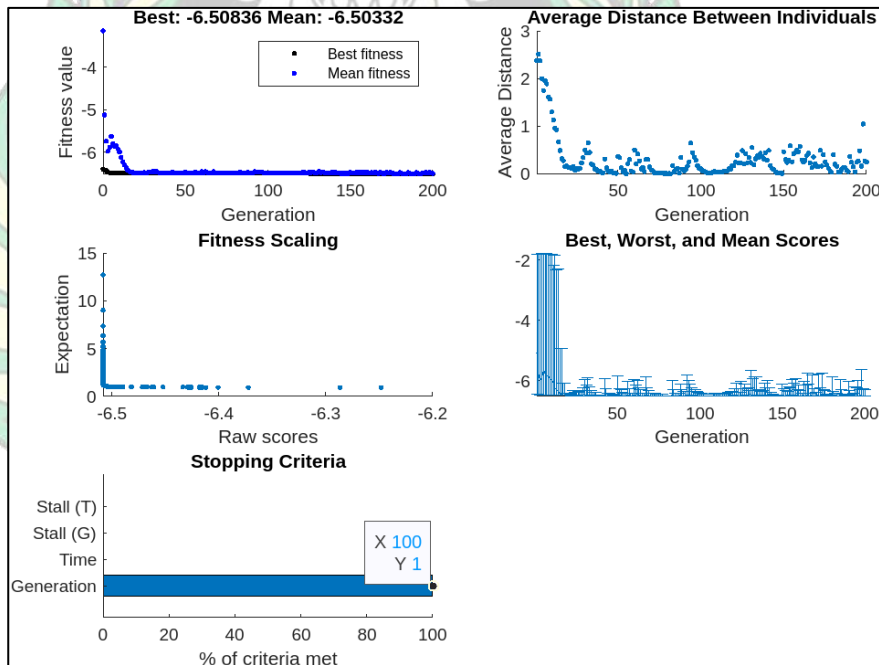 Best: -6.50836 Mean: -6.50332
Fitness value
-4
-5
-6
Best fitness
Mean fitness
0 50 100 150 200
Generation
Average Distance Between Individuals
Average Distance
3
2
1
0
50 100 150 200
Generation
Fitness Scaling
Expectation
15
10
5
0
-6.5 -6.4 -6.3 -6.2
Raw scores
Best, Worst, and Mean Scores
-2
-4
-6
50 100 150 200
Generation
Stopping Criteria
Stall (T)
Stall (G)
Time
Generation
X 100
Y 1
0 20 40 60 80 100
% of criteria met